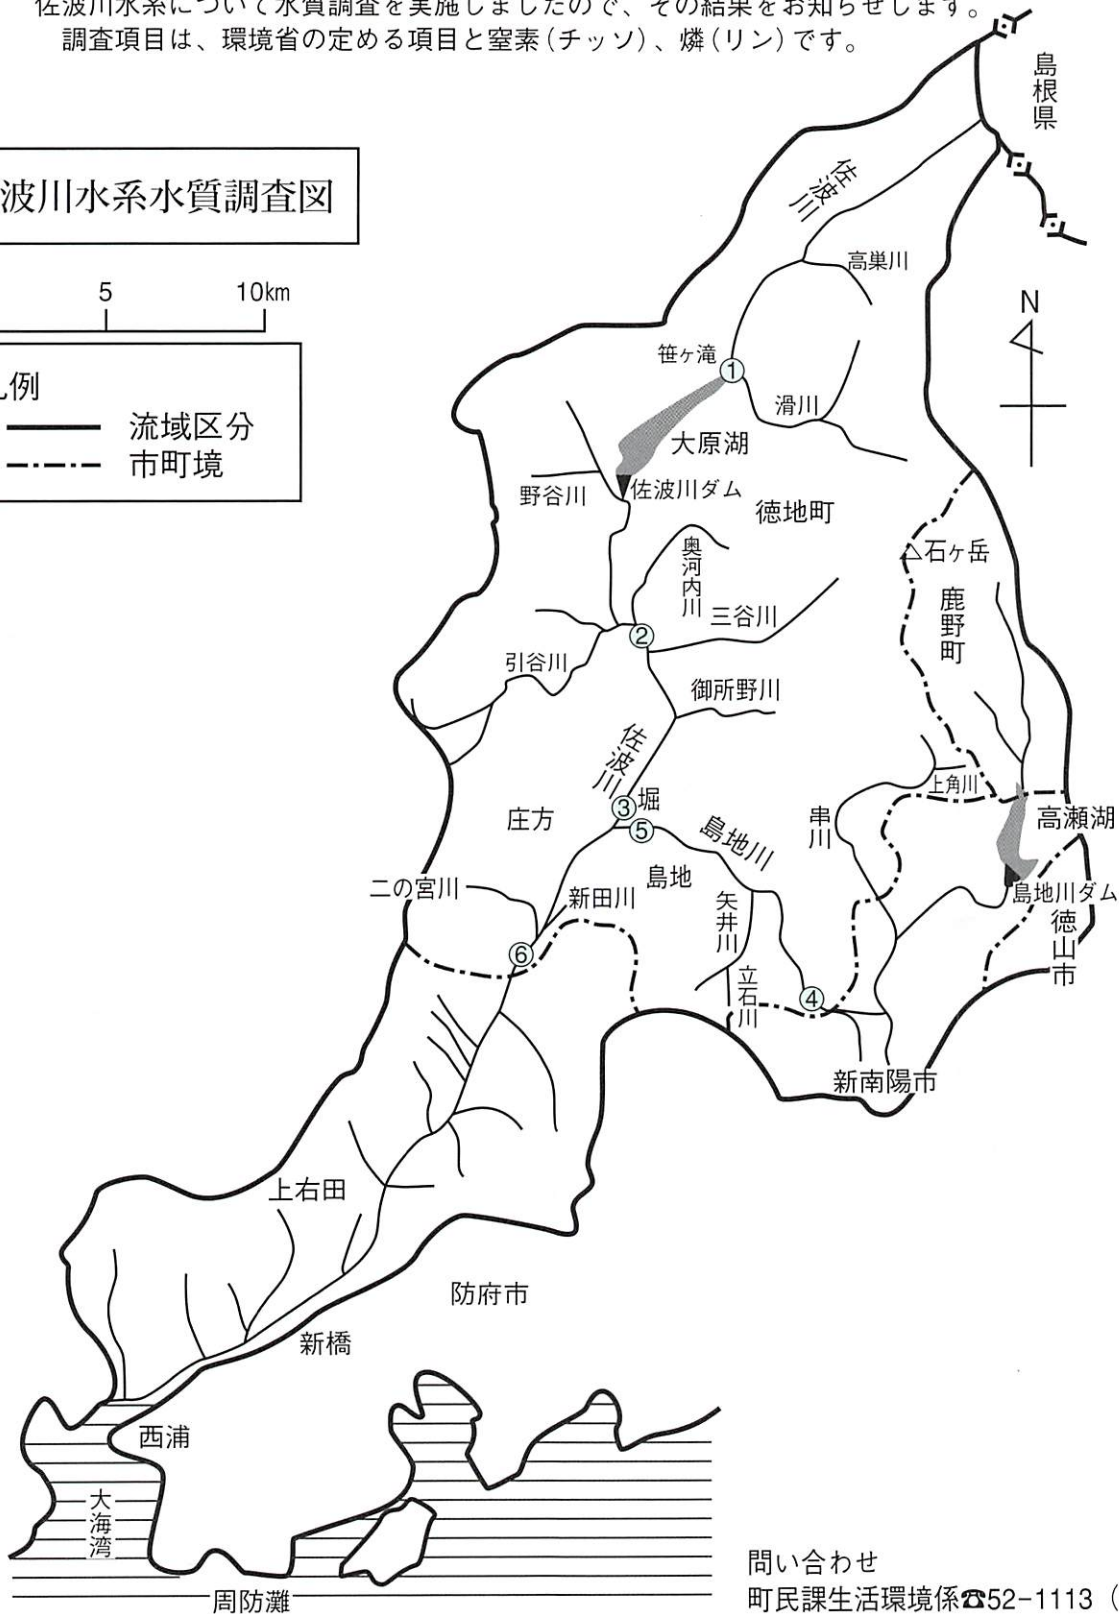 佐波川水系について水質調査を実施しましたので、その結果をお知らせします。
調査項目は、環境省の定める項目と窒素(チッソ)、燐(リン)です。
島根県
波川水系水質調査図
佐波川
高巣川
5 10km
N
笹ヶ滝
①
凡例
流域区分
市町境
滑川
大原湖
野谷川
佐波川ダム
徳地町
石ヶ岳
奥河内川
鹿野町
三谷川
②
引谷川
御所野川
佐波川
上角川
③
堀
庄方
⑤
島地川
串川
高瀬湖
二の宮川
新田川
島地
矢井川
島地川ダム
徳山市
⑥
立石川
④
新南陽市
上右田
防府市
新橋
西浦
大海湾
周防灘
問い合わせ
町民課生活環境係☎52-1113(